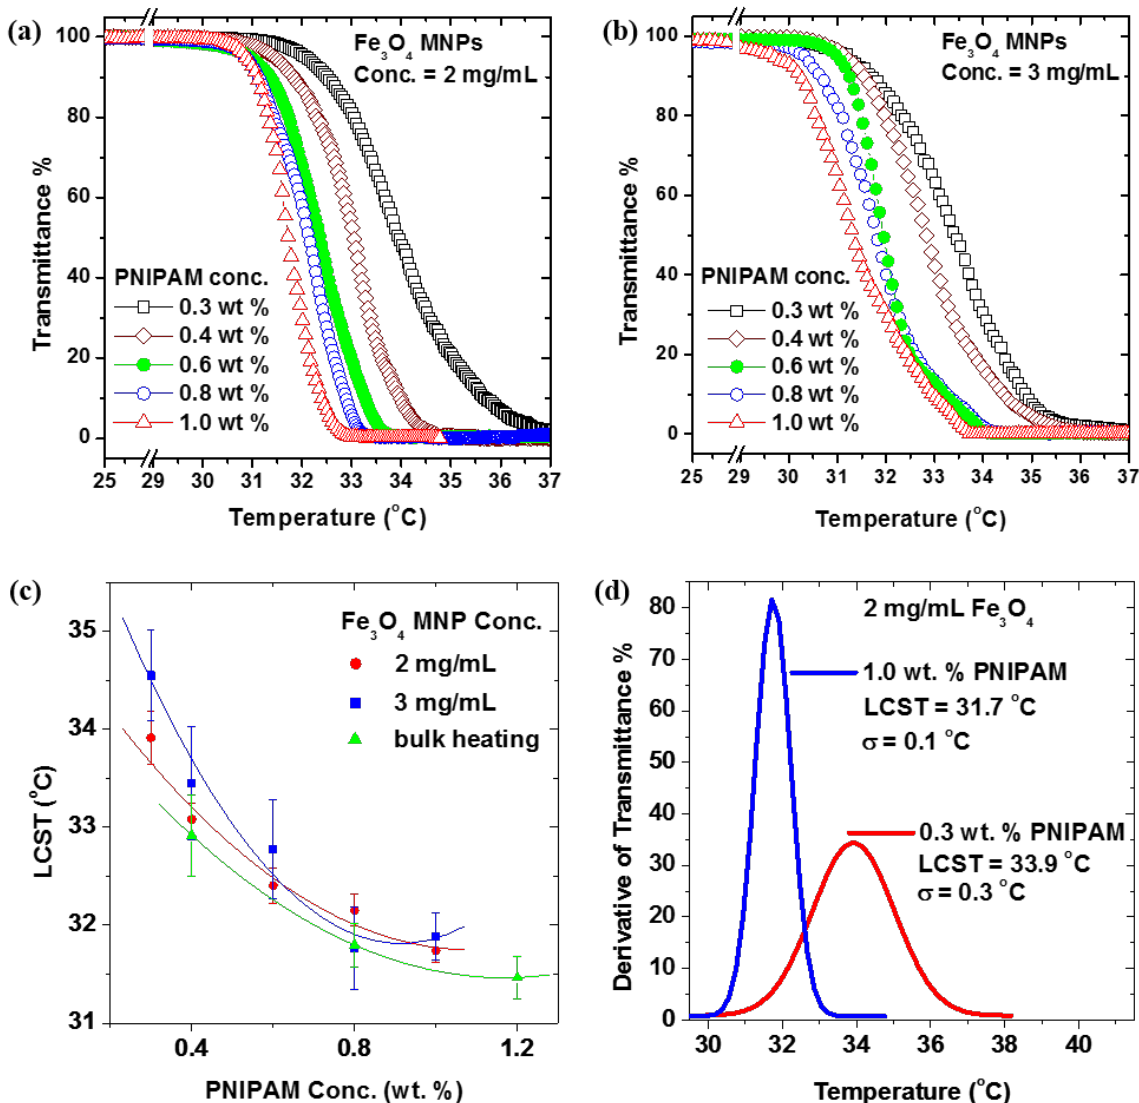 (a)
Fe3O4 MNPs
Conc. = 2 mg/mL
Transmittance %
100
80
60
40
20
0
PNIPAM conc.
0.3 wt %
0.4 wt %
0.6 wt %
0.8 wt %
1.0 wt %
25 29 30 31 32 33 34 35 36 37
Temperature (°C)
(b)
Fe3O4 MNPs
Conc. = 3 mg/mL
Transmittance %
100
80
60
40
20
0
PNIPAM conc.
0.3 wt %
0.4 wt %
0.6 wt %
0.8 wt %
1.0 wt %
25 29 30 31 32 33 34 35 36 37
Temperature (°C)
(c)
Fe3O4 MNP Conc.
2 mg/mL
3 mg/mL
bulk heating
LCST (°C)
35
34
33
32
31
0.4 0.8 1.2
PNIPAM Conc. (wt. %)
(d)
2 mg/mL Fe3O4
1.0 wt. % PNIPAM
LCST = 31.7 °C
σ = 0.1 °C
0.3 wt. % PNIPAM
LCST = 33.9 °C
σ = 0.3 °C
Derivative of Transmittance %
80
70
60
50
40
30
20
10
0
30 32 34 36 38 40
Temperature (°C)